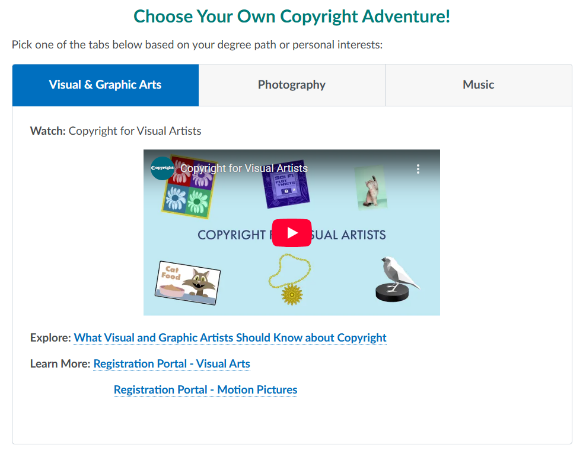 Choose Your Own Copyright Adventure!
Pick one of the tabs below based on your degree path or personal interests:
Visual & Graphic Arts
Photography
Music
Watch: Copyright for Visual Artists
Copyright
Copyright for Visual Artists
COPYRIGHT F SUAL ARTISTS
Cat
Food
Explore: What Visual and Graphic Artists Should Know about Copyright
Learn More: Registration Portal - Visual Arts
Registration Portal - Motion Pictures